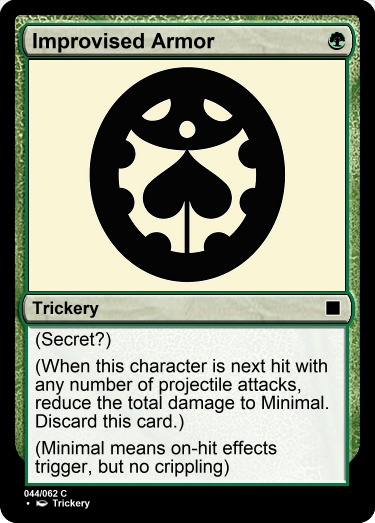 Improvised Armor
Trickery
(Secret?)
(When this character is next hit with
any number of projectile attacks,
reduce the total damage to Minimal.
Discard this card.)
(Minimal means on-hit effects
trigger, but no crippling)
044/062 C
• Trickery